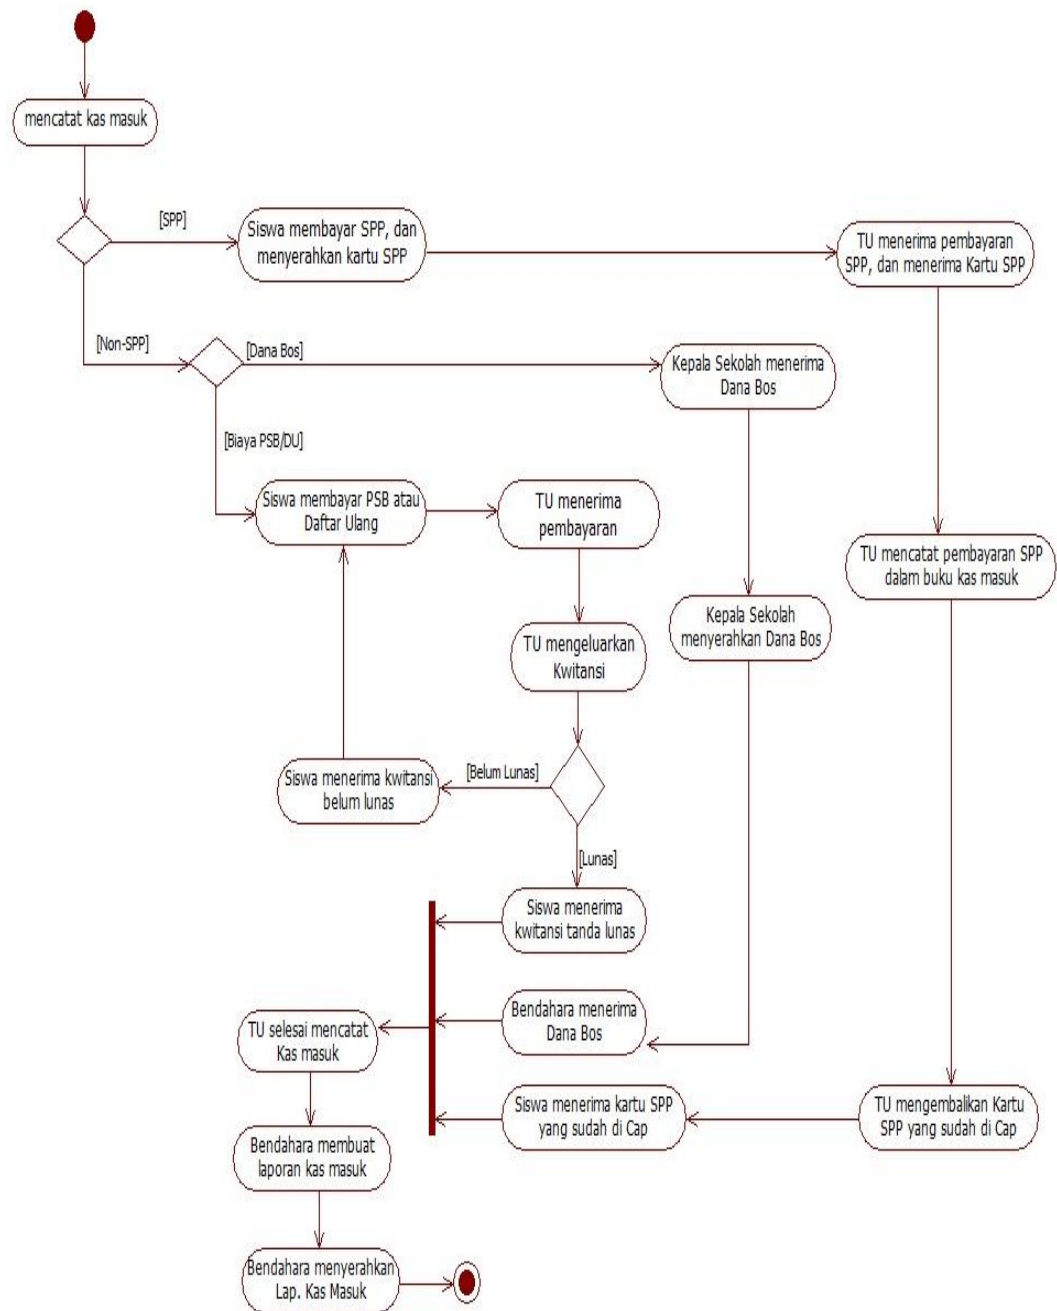 mencatat kas masuk
[SPP]
Siswa membayar SPP, dan
menyerahkan kartu SPP
TU menerima pembayaran
SPP, dan menerima Kartu SPP
[Non-SPP]
[Dana Bos]
Kepala Sekolah menerima
Dana Bos
[Biaya PSB/DU]
Siswa membayar PSB atau
Daftar Ulang
TU menerima
pembayaran
TU mencatat pembayaran SPP
dalam buku kas masuk
Kepala Sekolah
menyerahkan Dana Bos
TU mengeluarkan
Kwitansi
Siswa menerima kwitansi
belum lunas
[Belum Lunas]
[Lunas]
Siswa menerima
kwitansi tanda lunas
Bendahara menerima
Dana Bos
TU selesai mencatat
Kas masuk
Siswa menerima kartu SPP
yang sudah di Cap
TU mengembalikan Kartu
SPP yang sudah di Cap
Bendahara membuat
laporan kas masuk
Bendahara menyerahkan
Lap. Kas Masuk